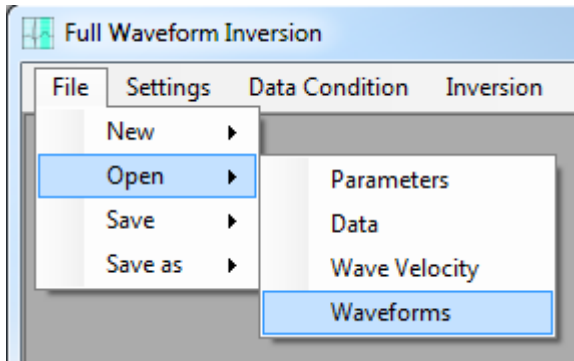 Full Waveform Inversion
File Settings Data Condition Inversion
New
Open
Save
Save as
Parameters
Data
Wave Velocity
Waveforms